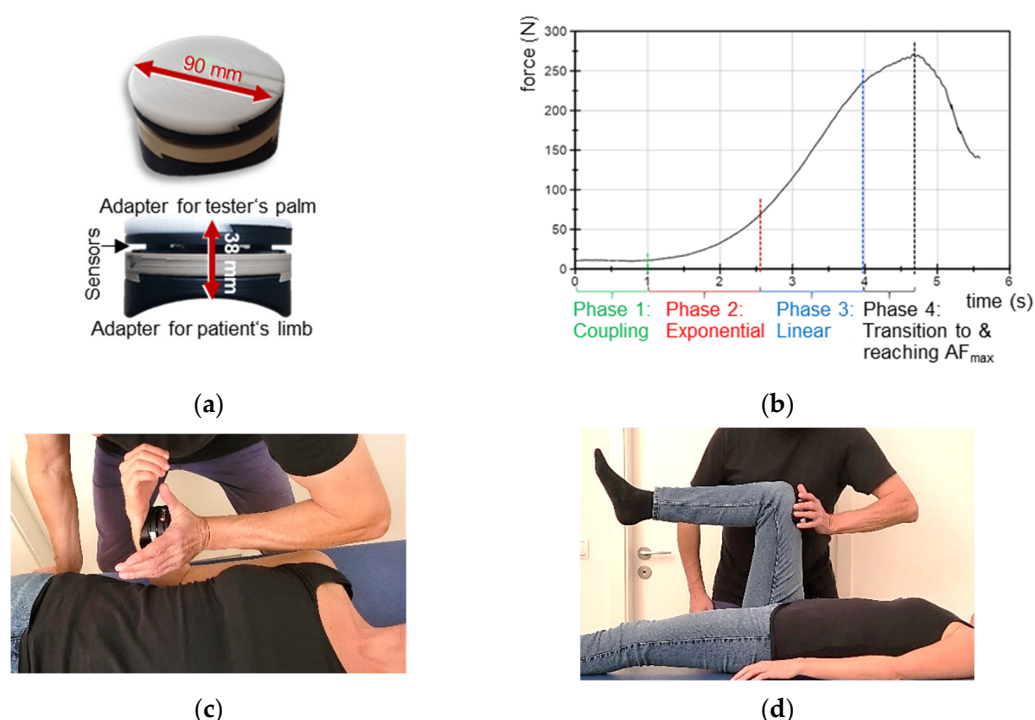 90 mm
Adapter for tester's palm
Sensors
38 mm
Adapter for patient's limb
(a)
force (N)
300
250
200
150
100
50
0
0 1 2 3 4 5 6
time (s)
Phase 1: Phase 2: Phase 3: Phase 4:
Coupling Exponential Linear Transition to &
reaching AFmax
(b)
(c)
(d)